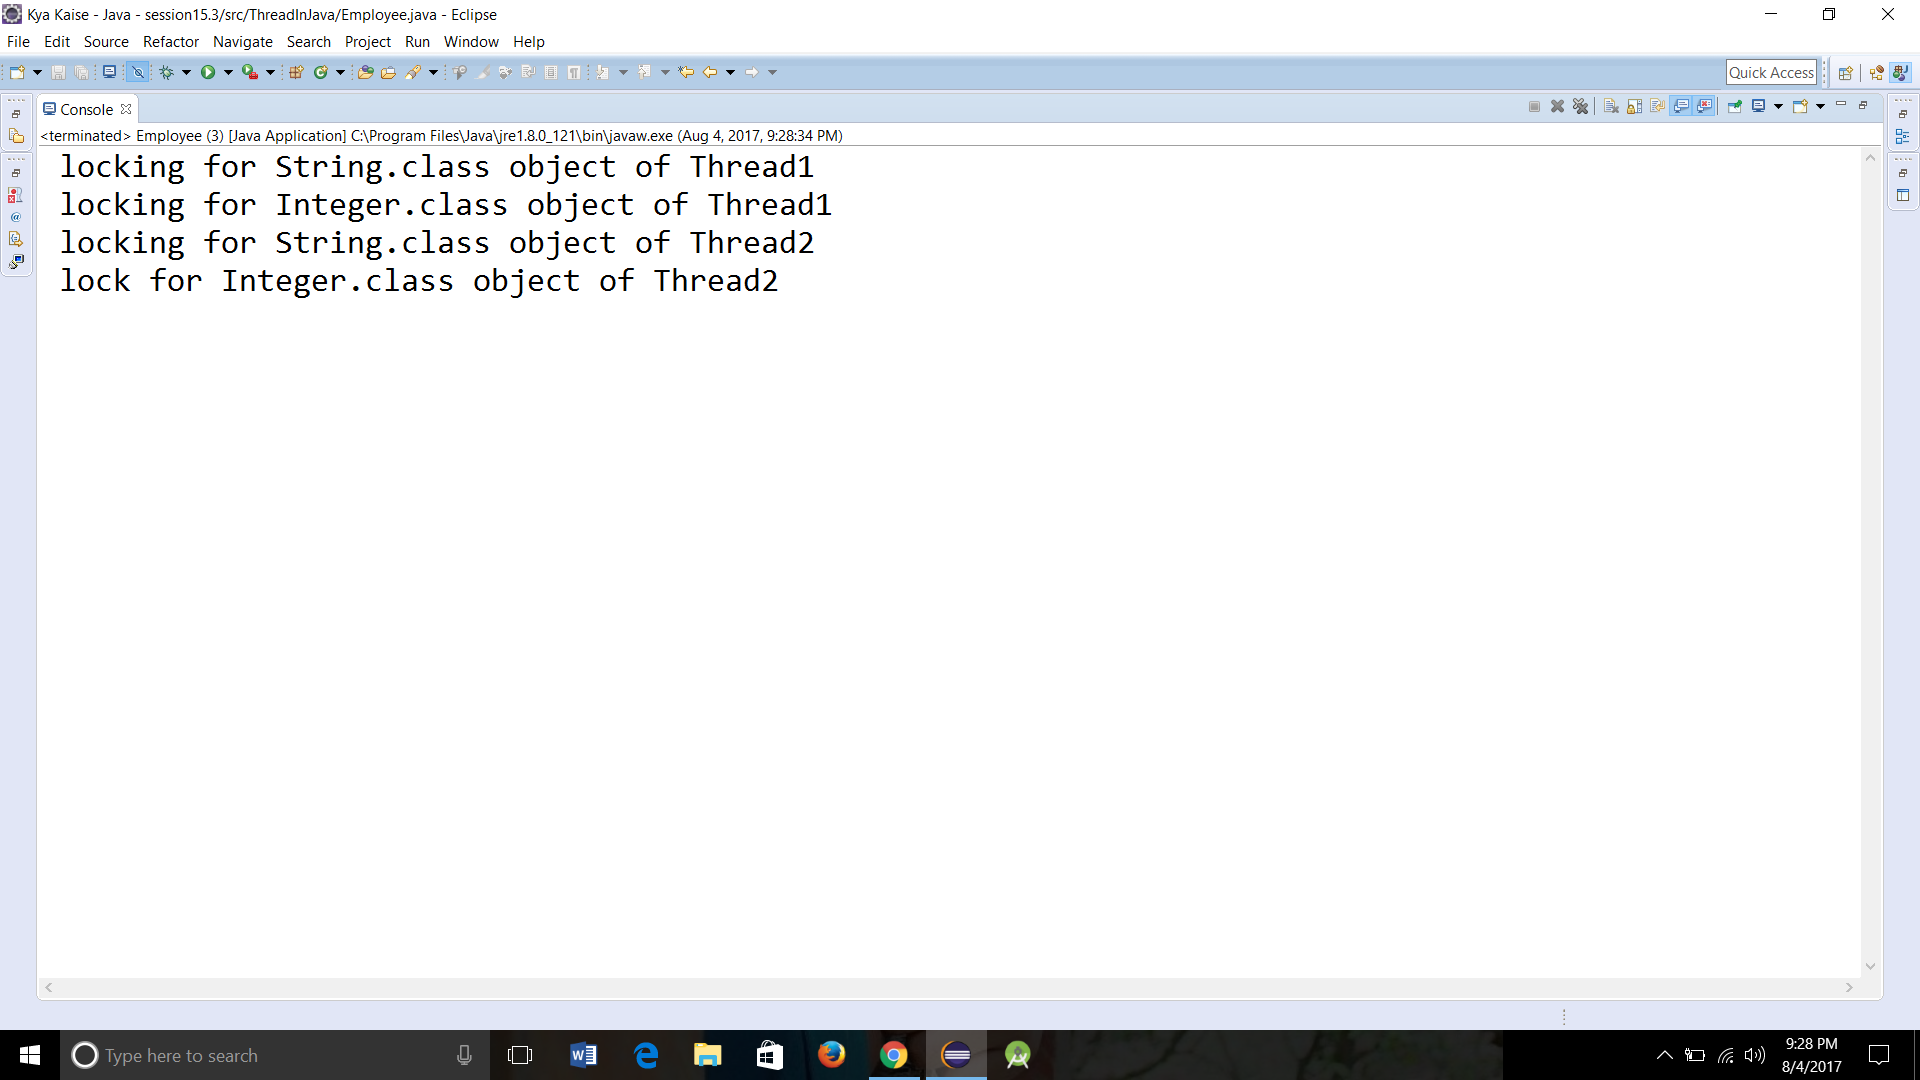 Kya Kaise - Java - session15.3/src/ThreadInJava/Employee.java - Eclipse
File Edit Source Refactor Navigate Search Project Run Window Help
Quick Access
Console
<terminated> Employee (3) [Java Application] C:\Program Files\Java\jre1.8.0_121\bin\javaw.exe (Aug 4, 2017, 9:28:34 PM)
locking for String.class object of Thread1
locking for Integer.class object of Thread1
locking for String.class object of Thread2
lock for Integer.class object of Thread2
Type here to search
9:28 PM
8/4/2017